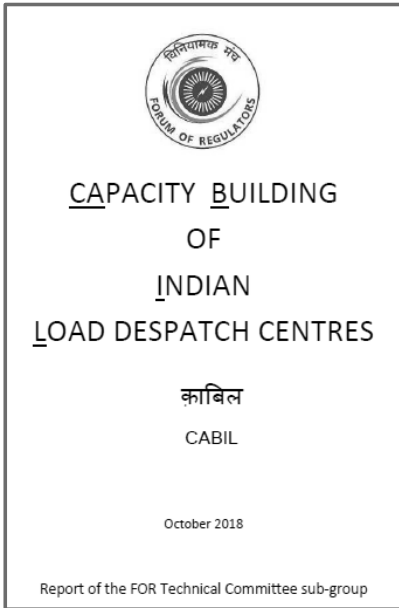 विनियामक मंच
FORUM OF REGULATORS
CAPACITY BUILDING
OF
INDIAN
LOAD DESPATCH CENTRES
क़ाबिल
CABIL
October 2018
Report of the FOR Technical Committee sub-group